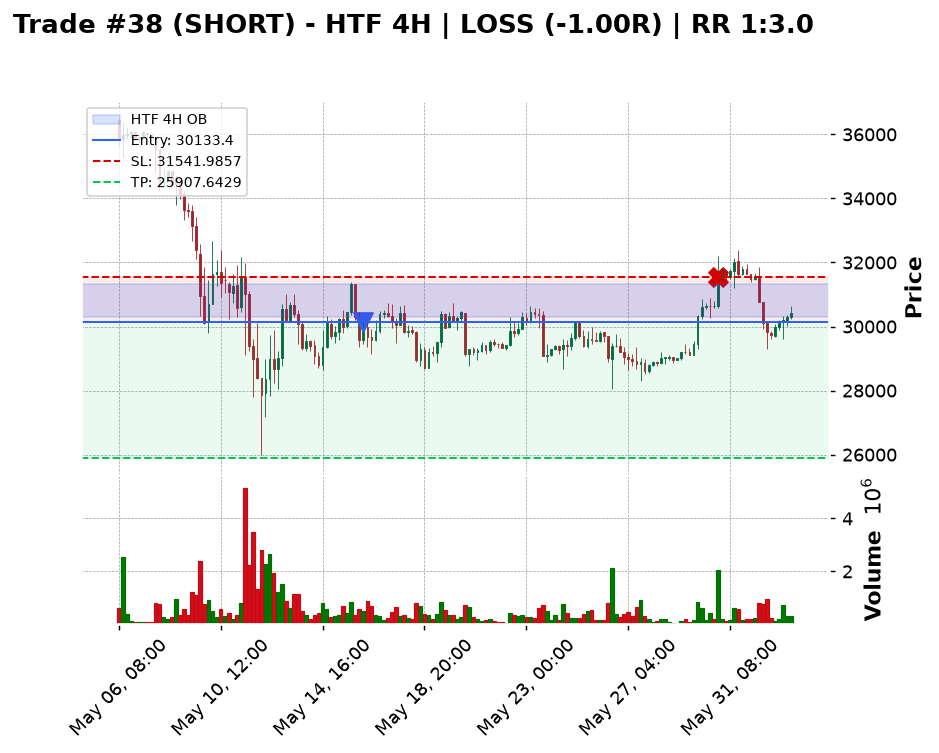 Trade #38 (SHORT) - HTF 4H | LOSS (-1.00R) | RR 1:3.0
HTF 4H OB
Entry: 30133.4
SL: 31541.9857
TP: 25907.6429
36000
34000
32000
30000
28000
26000
Price
4
2
Volume 10⁶
May 06, 08:00
May 10, 12:00
May 14, 16:00
May 18, 20:00
May 23, 00:00
May 27, 04:00
May 31, 08:00